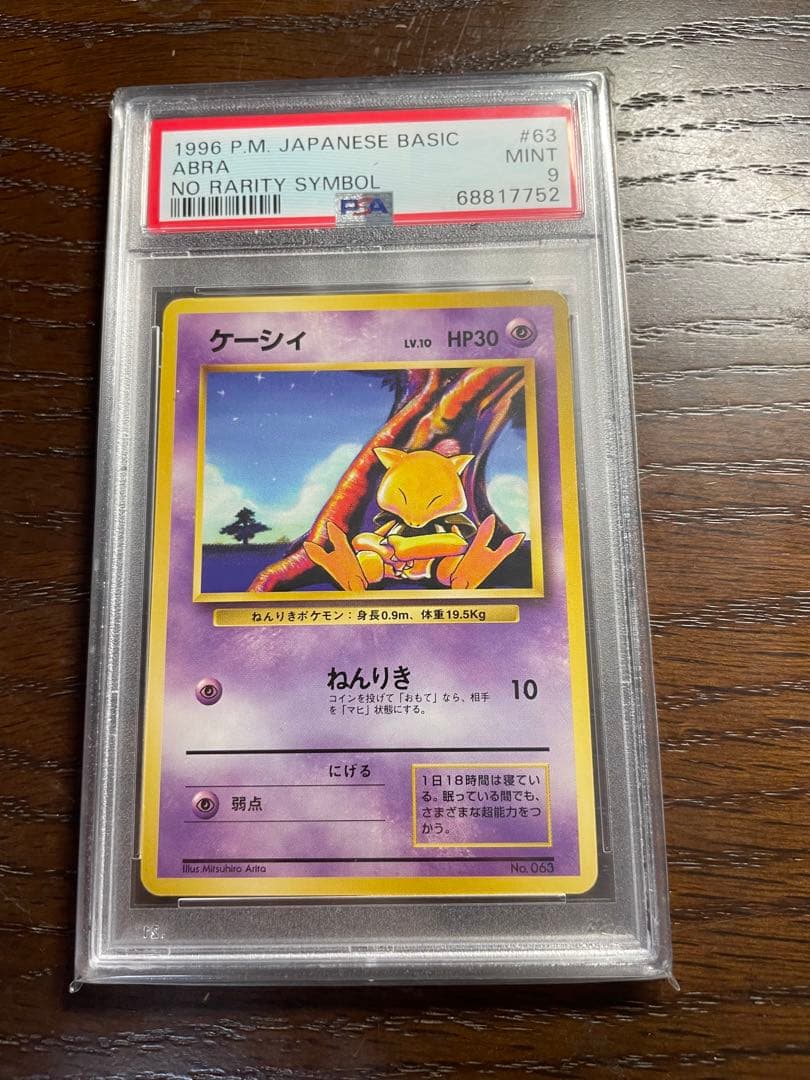 1996 P.M. JAPANESE BASIC #63
ABRA MINT
NO RARITY SYMBOL 9
PSA 68817752
ケーシィ LV.10 HP30
ねんりきポケモン:身長0.9m、体重19.5Kg
ねんりき 10
コインを投げて「おもて」なら、相手
を「マヒ」状態にする。
にげる
弱点
1日18時間は寝てい
る。眠っている間でも、
さまざまな超能力をつ
かう。
Illus.Mitsuhiro Arita No.063